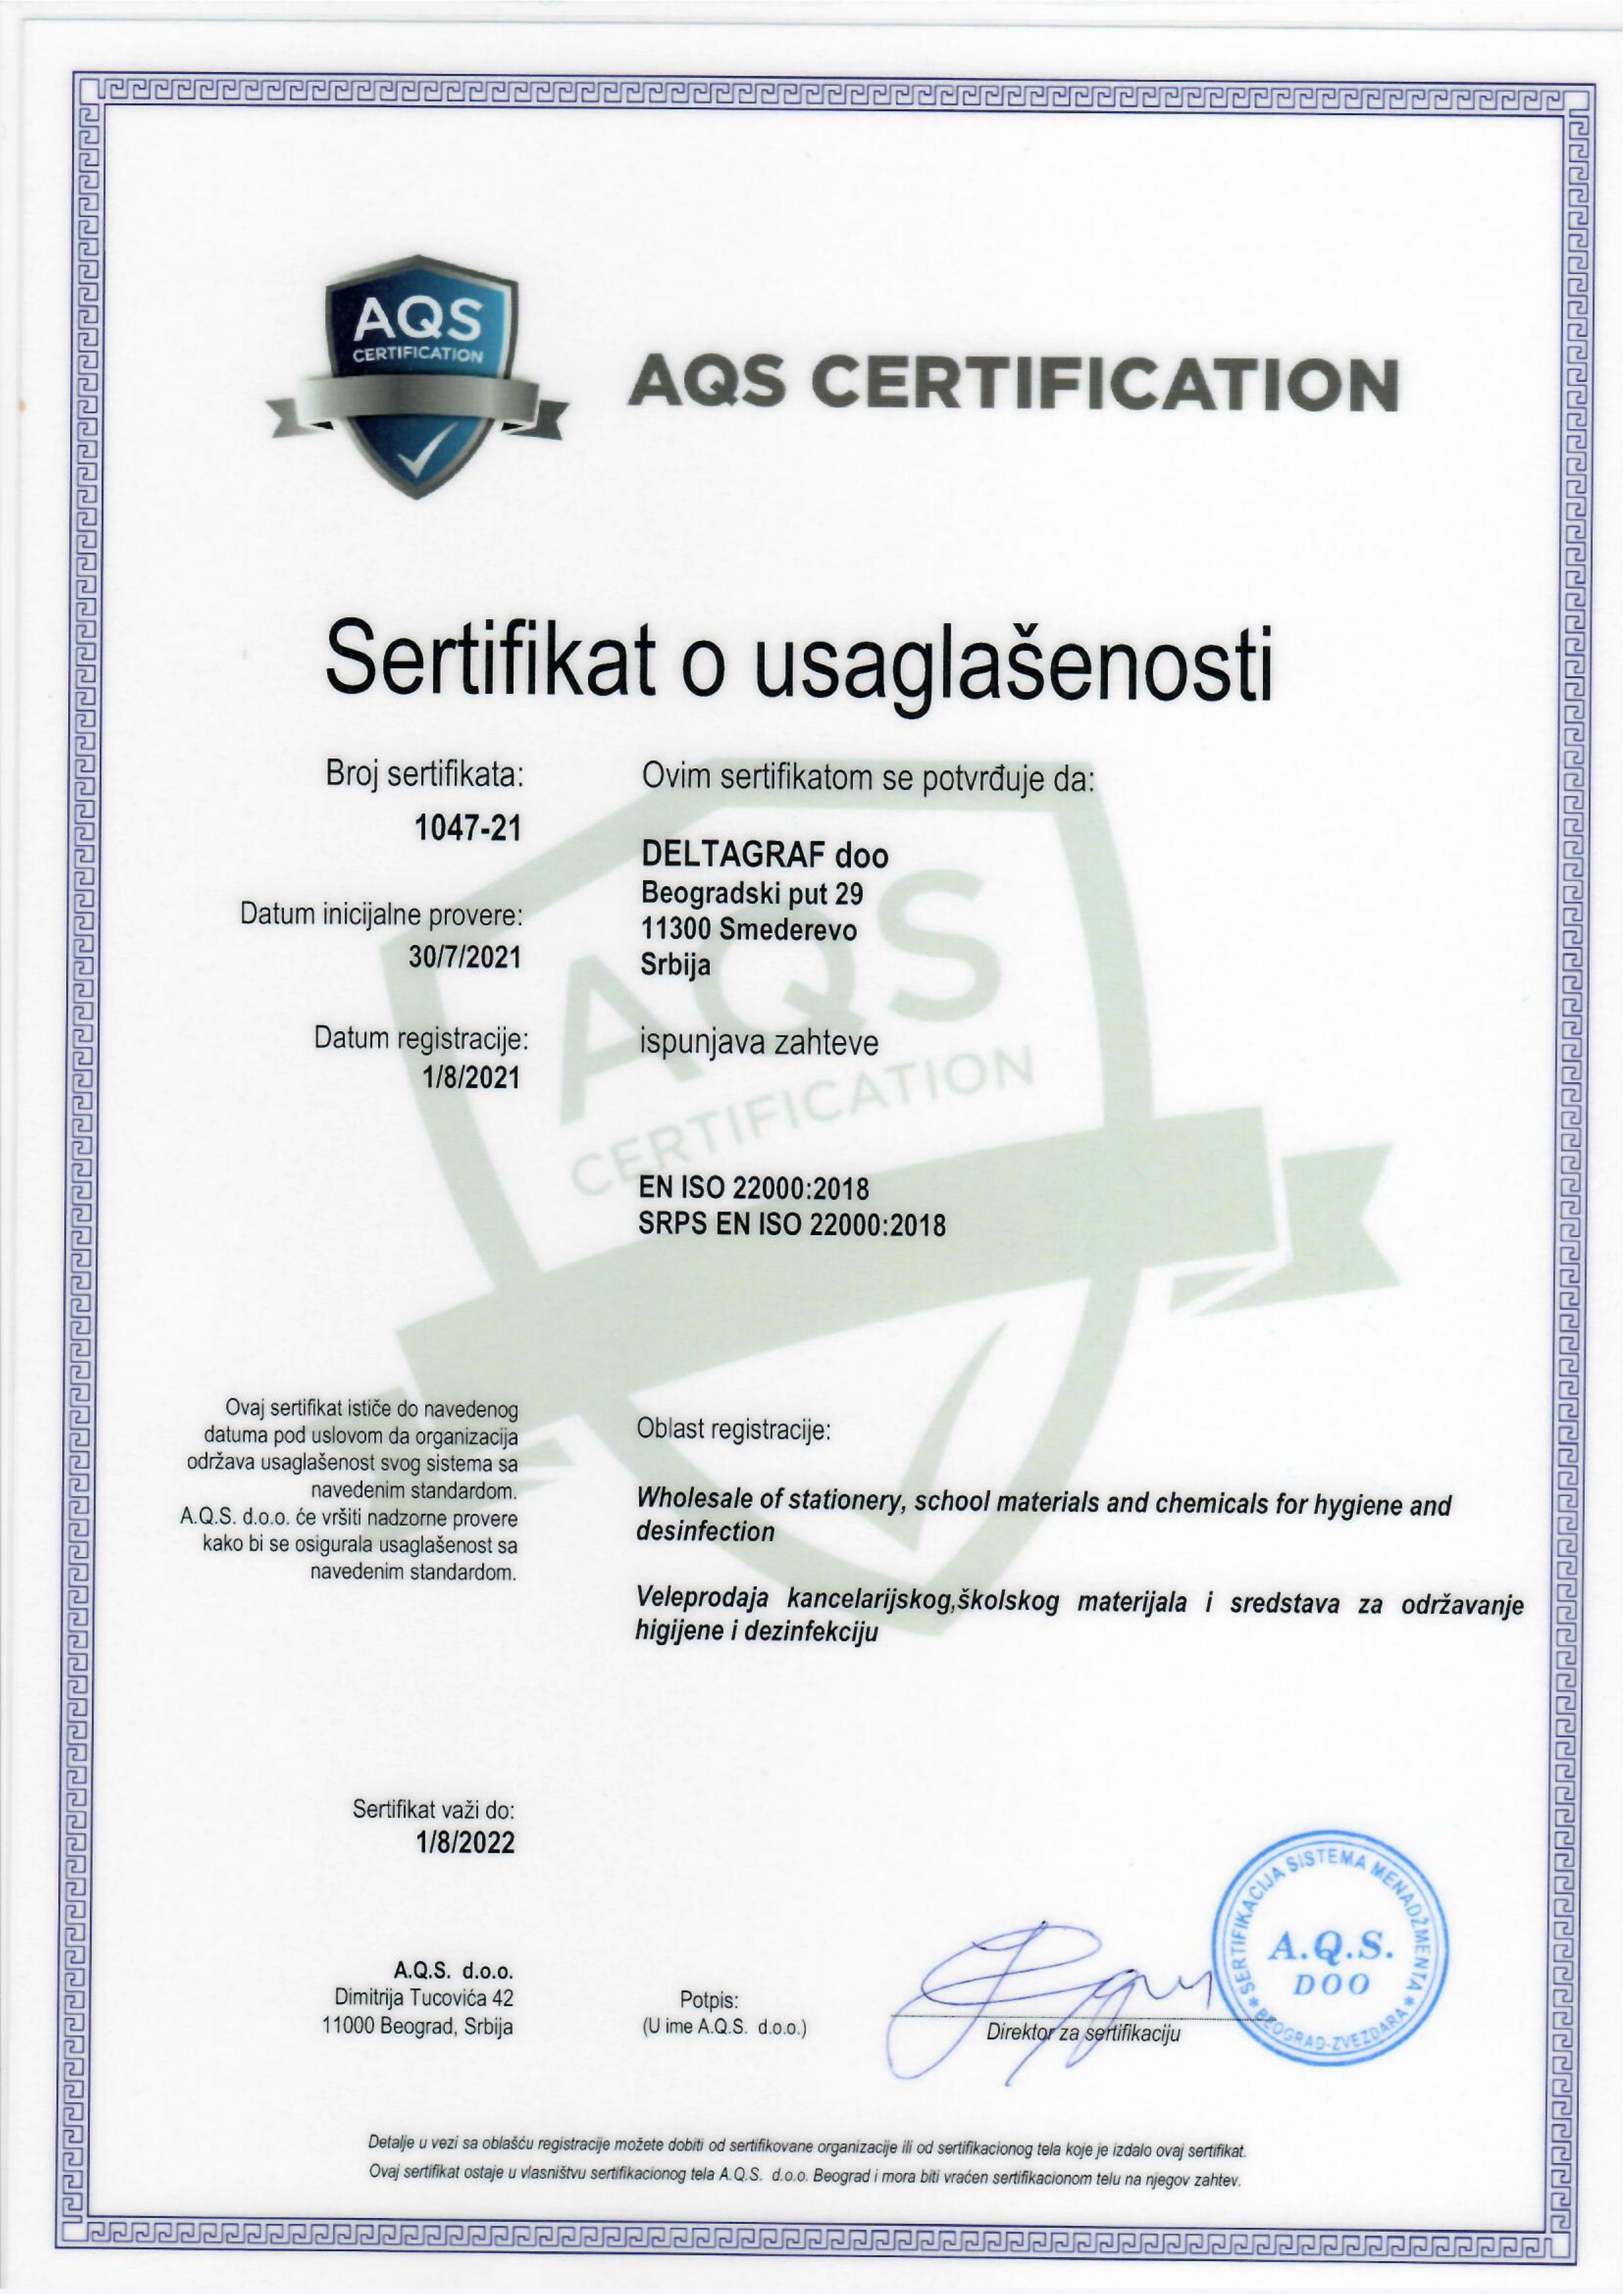 AQS
CERTIFICATION
AQS CERTIFICATION
Sertifikat o usaglašenosti
Broj sertifikata:
1047-21
Datum inicijalne provere:
30/7/2021
Datum registracije:
1/8/2021
Ovim sertifikatom se potvrđuje da:
DELTAGRAF doo
Beogradski put 29
11300 Smederevo
Srbija
ispunjava zahteve
AQS
CERTIFICATION
EN ISO 22000:2018
SRPS EN ISO 22000:2018
Ovaj sertifikat ističe do navedenog
datuma pod uslovom da organizacija
održava usaglašenost svog sistema sa
navedenim standardom.
A.Q.S. d.o.o. će vršiti nadzorne provere
kako bi se osigurala usaglašenost sa
navedenim standardom.
Oblast registracije:
Wholesale of stationery, school materials and chemicals for hygiene and
desinfection
Veleprodaja kancelarijskog,školskog materijala i sredstava za održavanje
higijene i dezinfekciju
Sertifikat važi do:
1/8/2022
A.Q.S. d.o.o.
Dimitrija Tucovića 42
11000 Beograd, Srbija
Potpis:
(U ime A.Q.S. d.o.o.)
Direktor za sertifikaciju
SERTIFIKACIJA SISTEMA MENADŽMENTA
A.Q.S.
DOO
BEOGRAD-ZVEZDARA
Detalje u vezi sa oblašću registracije možete dobiti od sertifikovane organizacije ili od sertifikacionog tela koje je izdalo ovaj sertifikat.
Ovaj sertifikat ostaje u vlasništvu sertifikacionog tela A.Q.S. d.o.o. Beograd i mora biti vraćen sertifikacionom telu na njegov zahtev.